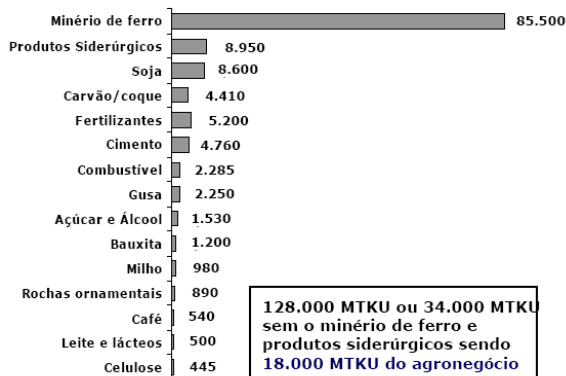 Minério de ferro 85.500
Produtos Siderúrgicos 8.950
Soja 8.600
Carvão/coque 4.410
Fertilizantes 5.200
Cimento 4.760
Combustível 2.285
Gusa 2.250
Açúcar e Álcool 1.530
Bauxita 1.200
Milho 980
Rochas ornamentais 890
Café 540
Leite e lácteos 500
Celulose 445
128.000 MTKU ou 34.000 MTKU
sem o minério de ferro e
produtos siderúrgicos sendo
18.000 MTKU do agronegócio